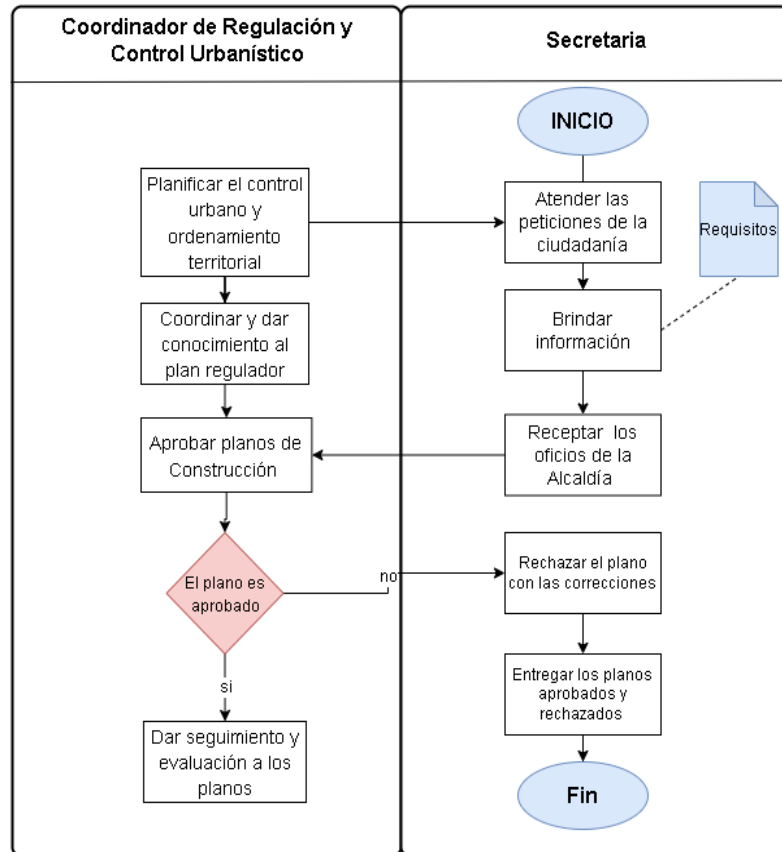 Coordinador de Regulación y
Control Urbanístico
Secretaria
INICIO
Planificar el control
urbano y
ordenamiento
territorial
Atender las
peticiones de la
ciudadanía
Requisitos
Coordinar y dar
conocimiento al
plan regulador
Brindar
información
Aprobar planos de
Construcción
Receptar los
oficios de la
Alcaldía
El plano es
aprobado
no
Rechazar el plano
con las correcciones
si
Entregar los planos
aprobados y
rechazados
Dar seguimiento y
evaluación a los
planos
Fin